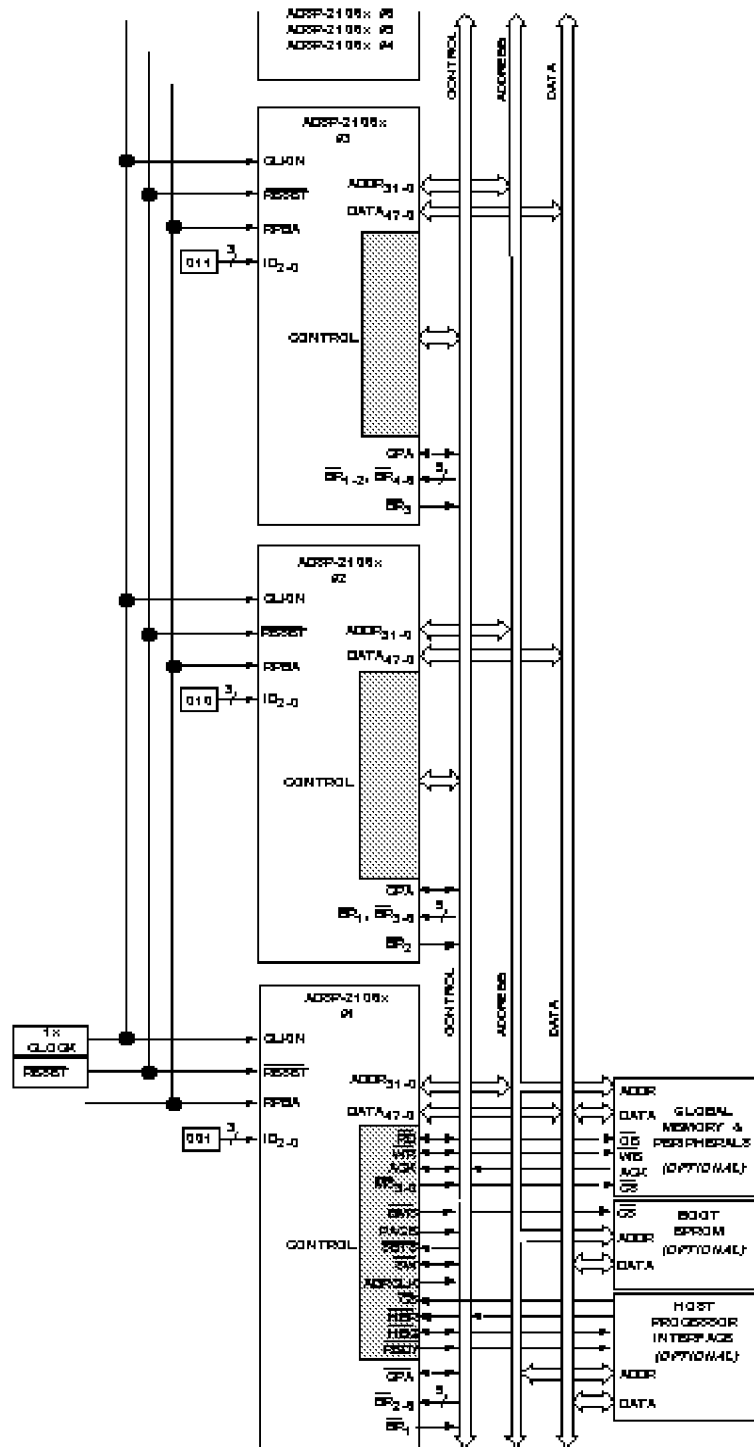 ADSP-2106x #6
ADSP-2106x #5
ADSP-2106x #4
CONTROL
ADDRESS
DATA
ADSP-2106x
#3
CLKIN
RESET
RPBA
011
3
ID2-0
ADDR31-0
DATA47-0
CONTROL
CPA
BR1-2, BR4-6
5
BR3
ADSP-2106x
#2
CLKIN
RESET
RPBA
010
3
ID2-0
ADDR31-0
DATA47-0
CONTROL
CPA
BR1, BR3-6
5
BR2
CONTROL
ADDRESS
DATA
ADSP-2106x
#1
1x
CLOCK
RESET
CLKIN
RESET
RPBA
001
3
ID2-0
ADDR31-0
DATA47-0
CONTROL
RD
WR
ACK
MS3-0
BMS
PAGE
SBTS
SW
ADRCLK
CS
HBR
HBG
REDY
CPA
BR2-6
5
BR1
ADDR
DATA
OE
WE
ACK
CS
GLOBAL
MEMORY &
PERIPHERALS
(OPTIONAL)
CS
ADDR
DATA
BOOT
EPROM
(OPTIONAL)
HOST
PROCESSOR
INTERFACE
(OPTIONAL)
ADDR
DATA